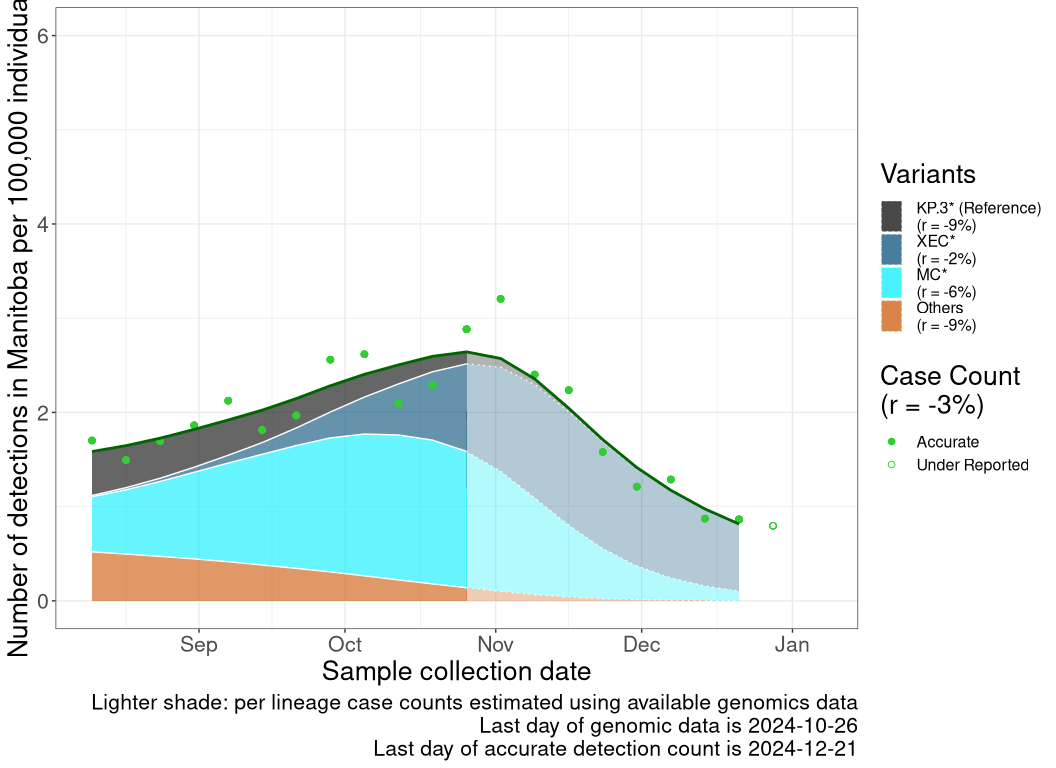 Number of detections in Manitoba per 100,000 individua
6
4
2
0
Sep Oct Nov Dec Jan
Sample collection date
Lighter shade: per lineage case counts estimated using available genomics data
Last day of genomic data is 2024-10-26
Last day of accurate detection count is 2024-12-21
Variants
KP.3* (Reference)
(r = -9%)
XEC*
(r = -2%)
MC*
(r = -6%)
Others
(r = -9%)
Case Count
(r = -3%)
Accurate
Under Reported